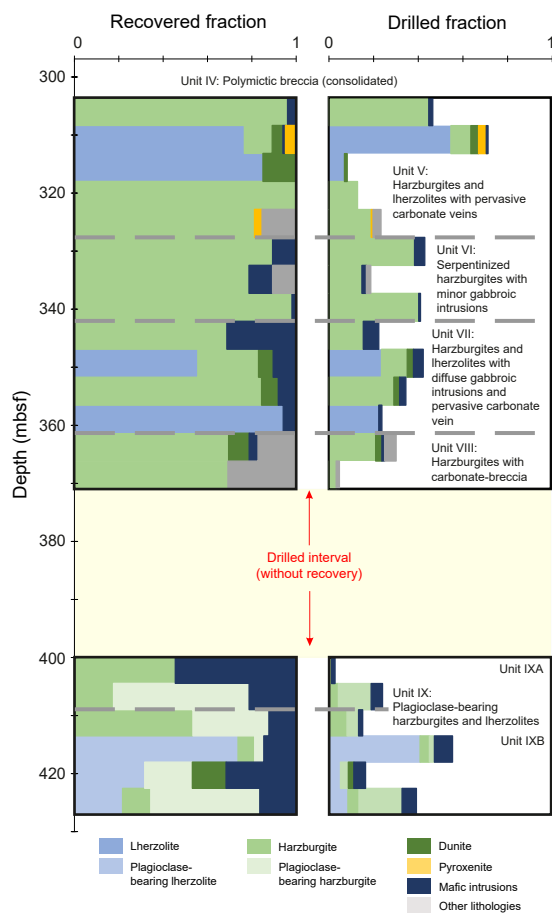 Recovered fraction
Drilled fraction
0
1
0
1
Unit IV: Polymictic breccia (consolidated)
Depth (mbsf)
300
320
340
360
380
400
420
Unit V:
Harzburgites and
lherzolites with
pervasive
carbonate veins
Unit VI:
Serpentinized
harzburgites with
minor gabbroic
intrusions
Unit VII:
Harzburgites and
lherzolites with
diffuse gabbroic
intrusions and
pervasive carbonate
vein
Unit VIII:
Harzburgites with
carbonate-breccia
Drilled interval
(without recovery)
Unit IXA
Unit IX:
Plagioclase-bearing
harzburgites and lherzolites
Unit IXB
Lherzolite
Plagioclase-
bearing lherzolite
Harzburgite
Plagioclase-
bearing harzburgite
Dunite
Pyroxenite
Mafic intrusions
Other lithologies